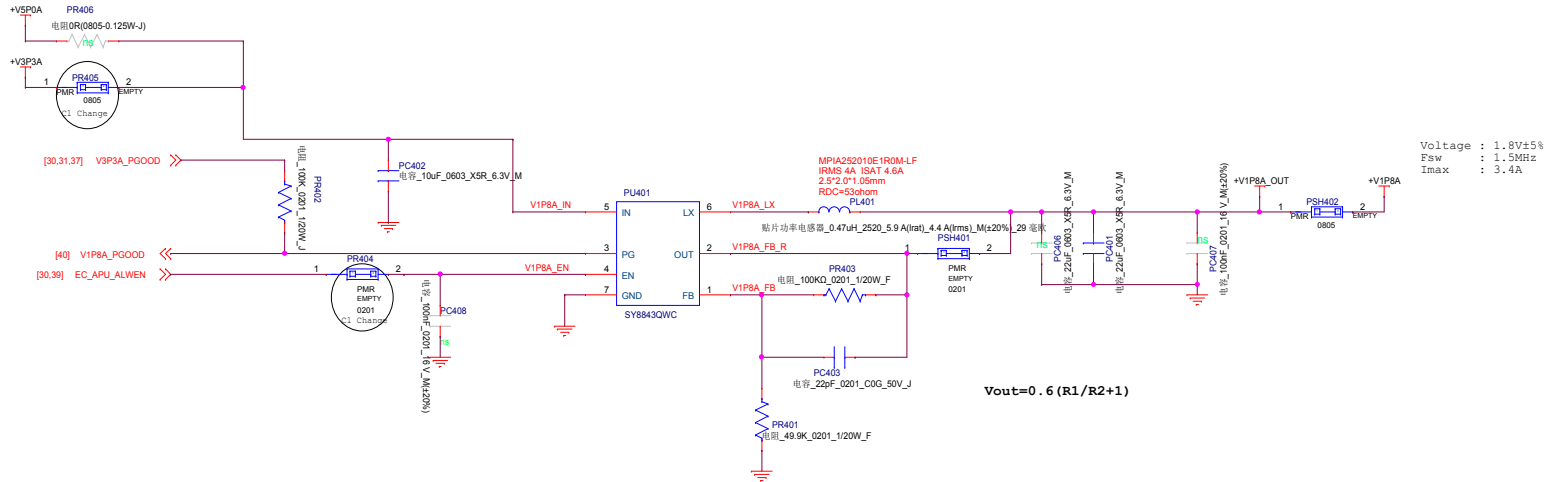 +V5P0A
PR406
电阻0R(0805-0.125W-J)
ns
+V3P3A
PR405
1
2
PMR
EMPTY
0805
C1 Change
[30,31,37] V3P3A_PGOOD
PR402
电阻_100K_0201_1/20W_J
PC402
电容_10uF_0603_X5R_6.3V_M
[40] V1P8A_PGOOD
[30,39] EC_APU_ALWEN
PR404
1
2
PMR
EMPTY
0201
C1 Change
PC408
电容_100nF_0201_16 V_M(±20%)
ns
V1P8A_IN
V1P8A_EN
PU401
5 IN
LX 6
3 PG
OUT 2
4 EN
7 GND
FB 1
SY8843QWC
V1P8A_LX
V1P8A_FB_R
V1P8A_FB
MPIA252010E1R0M-LF
IRMS 4A ISAT 4.6A
2.5*2.0*1.05mm
RDC=53ohm
PL401
贴片功率电感器_0.47uH_2520_5.9 A(Irat)_4.4 A(Irms)_M(±20%)_29 毫欧
PSH401
1
2
PMR
EMPTY
0201
PR403
电阻_100KΩ_0201_1/20W_F
PC403
电容_22pF_0201_C0G_50V_J
PR401
电阻_49.9K_0201_1/20W_F
ns
PC406
电容_22uF_0603_X5R_6.3V_M
PC401
电容_22uF_0603_X5R_6.3V_M
ns
PC407
电容_100nF_0201_16 V_M(±20%)
+V1P8A_OUT
PSH402
1
2
PMR
EMPTY
0805
+V1P8A
Voltage : 1.8V±5%
Fsw : 1.5MHz
Imax : 3.4A
Vout=0.6(R1/R2+1)